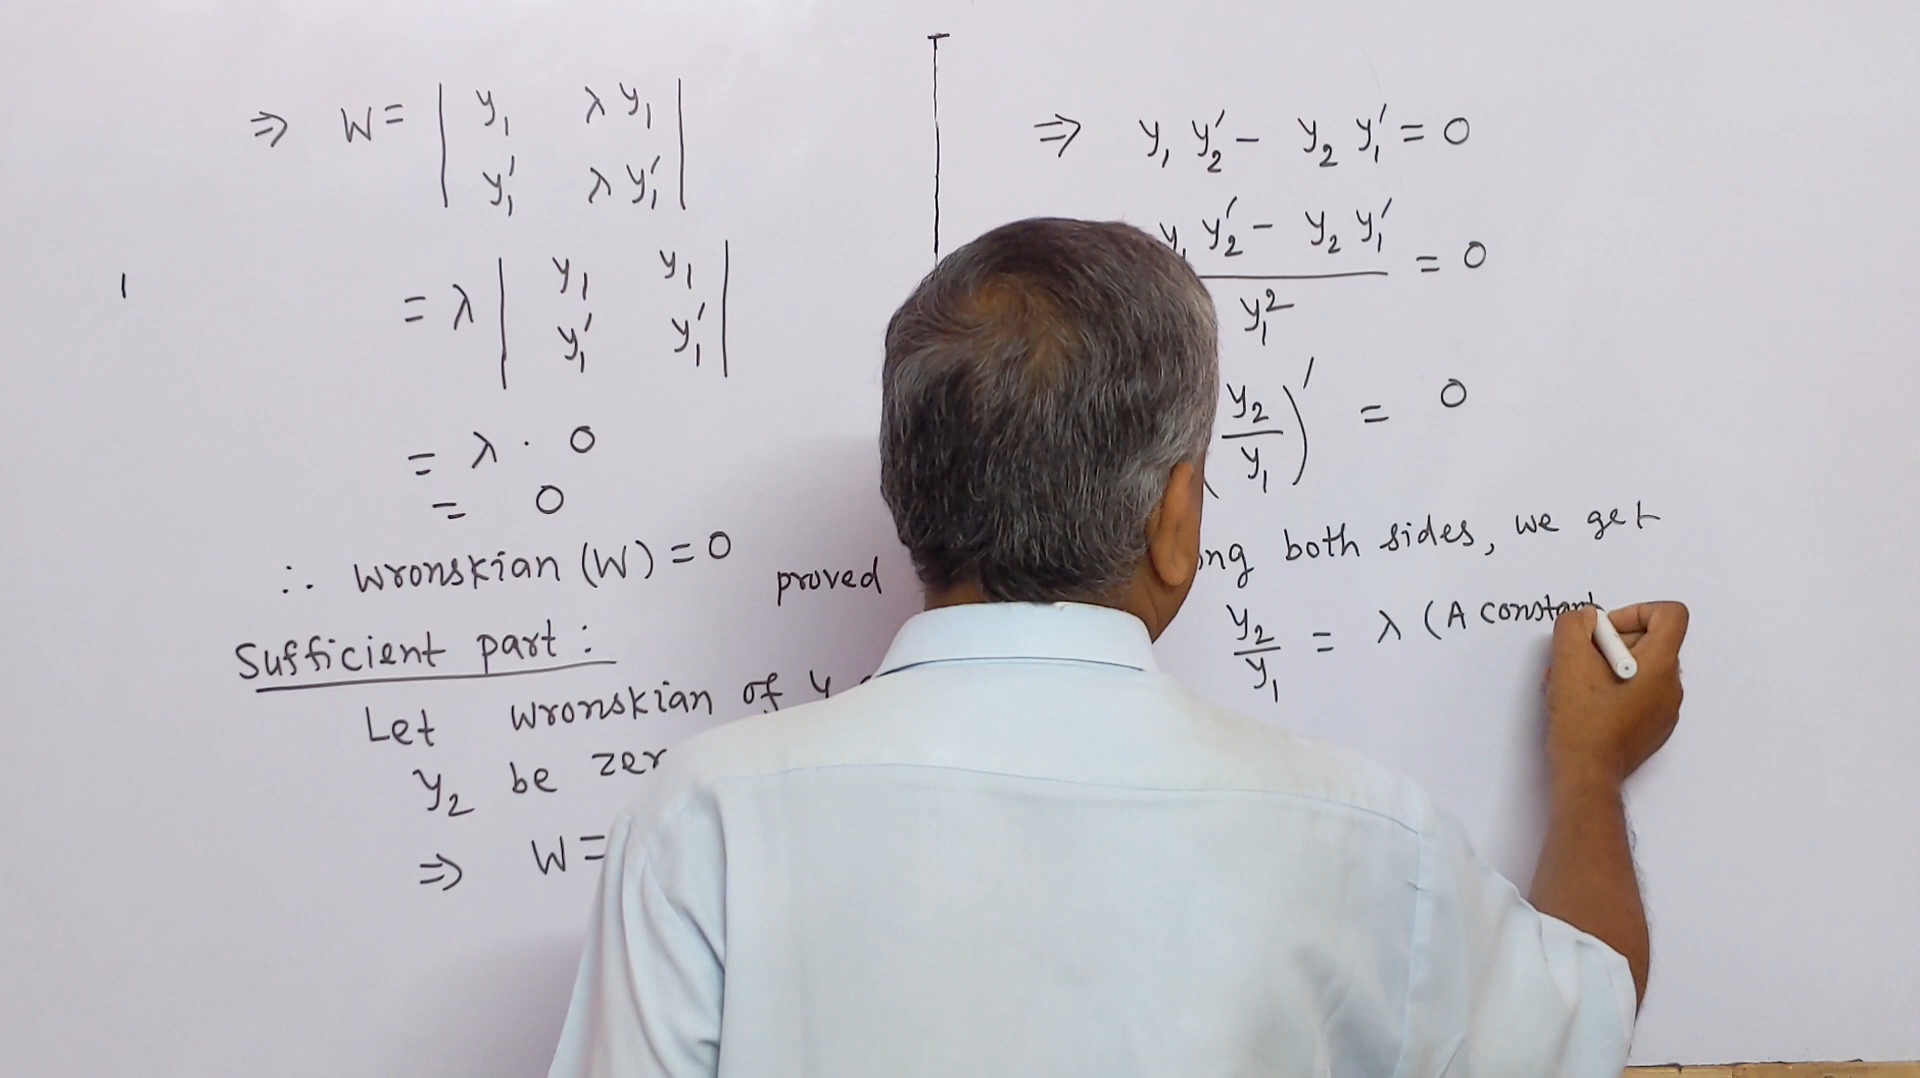 ⇒ W = | y₁ λy₁ |
| y₁′ λy₁′ |
= λ | y₁ y₁ |
| y₁′ y₁′ |
= λ · 0
= 0
∴ Wronskian (W) = 0 proved
Sufficient part :
Let Wronskian of
y₂ be
⇒ W =
⇒ y₁ y₂′ - y₂ y₁′ = 0
y₁ y₂′ - y₂ y₁′ / y₁² = 0
(y₂ / y₁)′ = 0
both sides, we get
y₂ / y₁ = λ (A constant